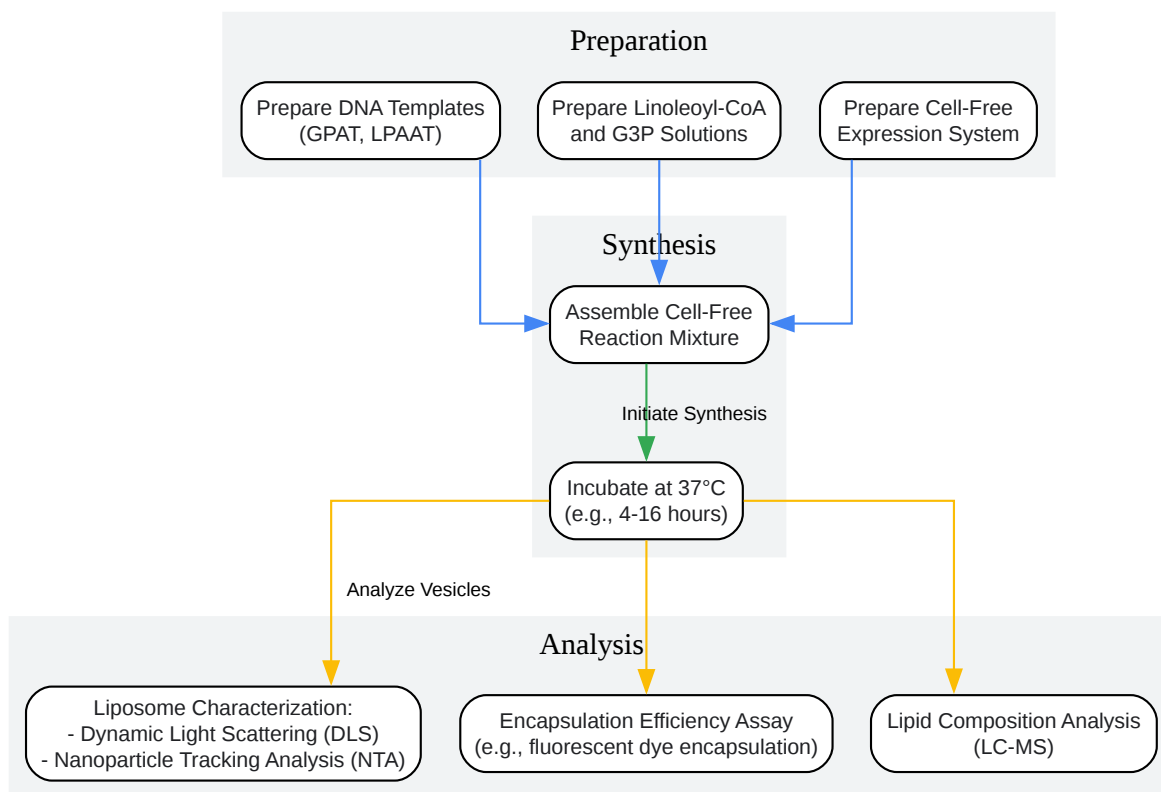 Preparation
Prepare DNA Templates
(GPAT, LPAAT)
Prepare Linoleoyl-CoA
and G3P Solutions
Prepare Cell-Free
Expression System
Synthesis
Assemble Cell-Free
Reaction Mixture
Initiate Synthesis
Incubate at 37°C
(e.g., 4-16 hours)
Analyze Vesicles
Analysis
Liposome Characterization:
- Dynamic Light Scattering (DLS)
- Nanoparticle Tracking Analysis (NTA)
Encapsulation Efficiency Assay
(e.g., fluorescent dye encapsulation)
Lipid Composition Analysis
(LC-MS)